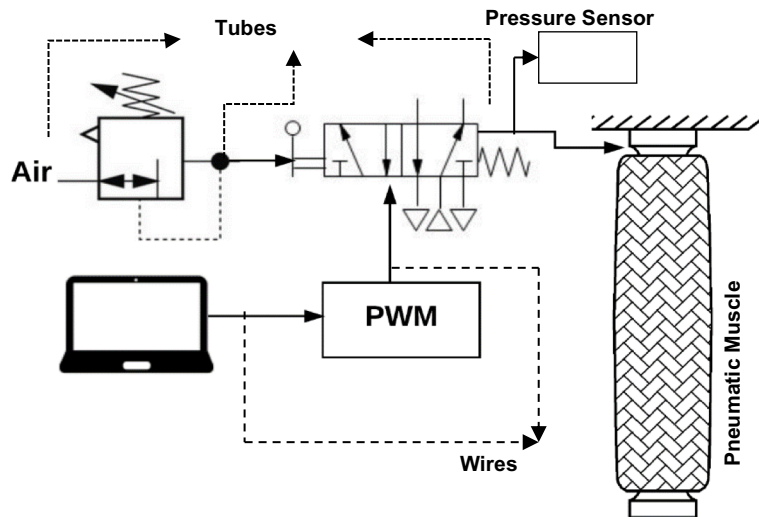 Pressure Sensor
Tubes
Air
PWM
Pneumatic Muscle
Wires